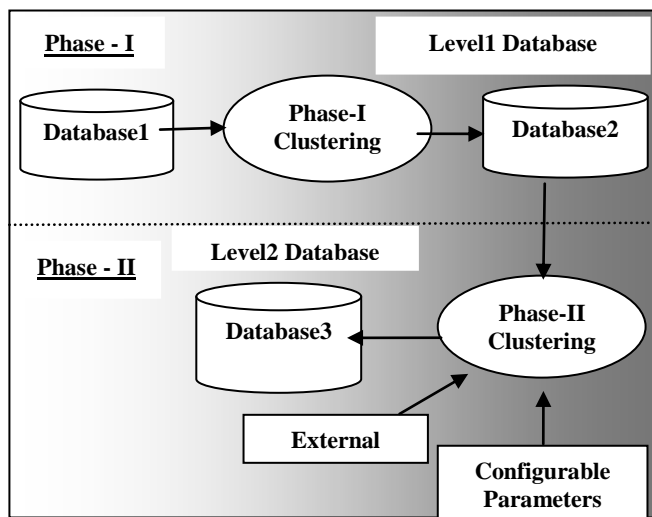 Phase - I
Level1 Database
Database1
Phase-I
Clustering
Database2
Phase - II
Level2 Database
Database3
Phase-II
Clustering
External
Configurable
Parameters